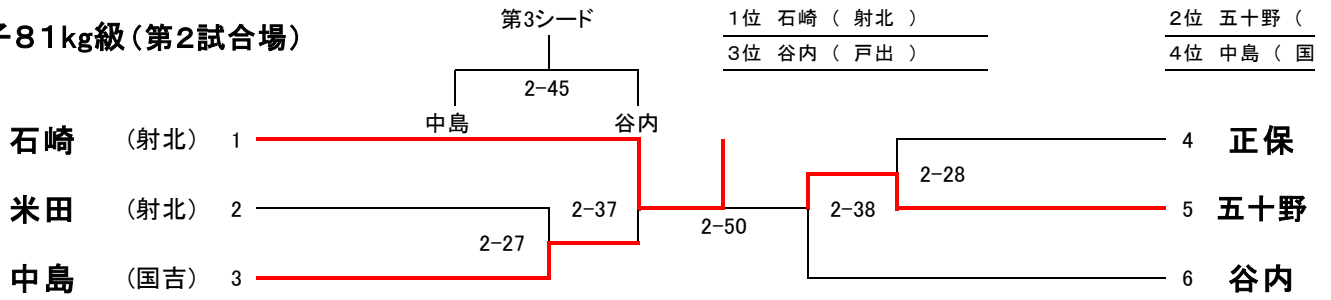 子81kg級(第2試合場)
第3シード
1位 石崎 ( 射北 )
2位 五十野 (
3位 谷内 ( 戸出 )
4位 中島 ( 国
2-45
中島 谷内
石崎 (射北) 1
4 正保
2-28
米田 (射北) 2
2-37
2-50
2-38
5 五十野
2-27
中島 (国吉) 3
6 谷内